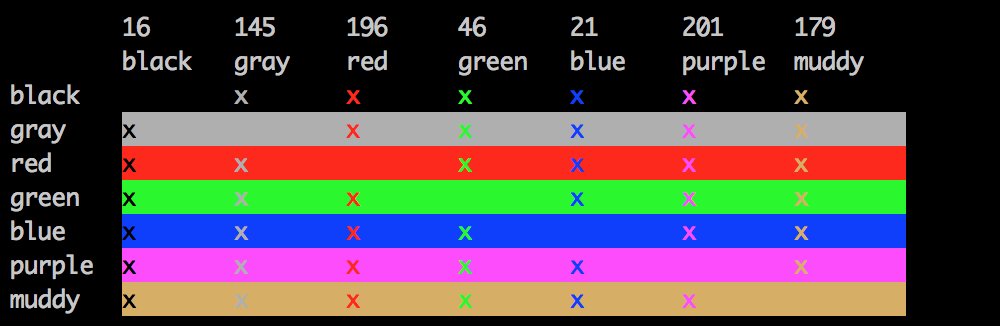 16 145 196 46 21 201 179
black gray red green blue purple muddy
black x x x x x x
gray x x x x x x
red x x x x x x
green x x x x x x
blue x x x x x x
purple x x x x x x
muddy x x x x x x